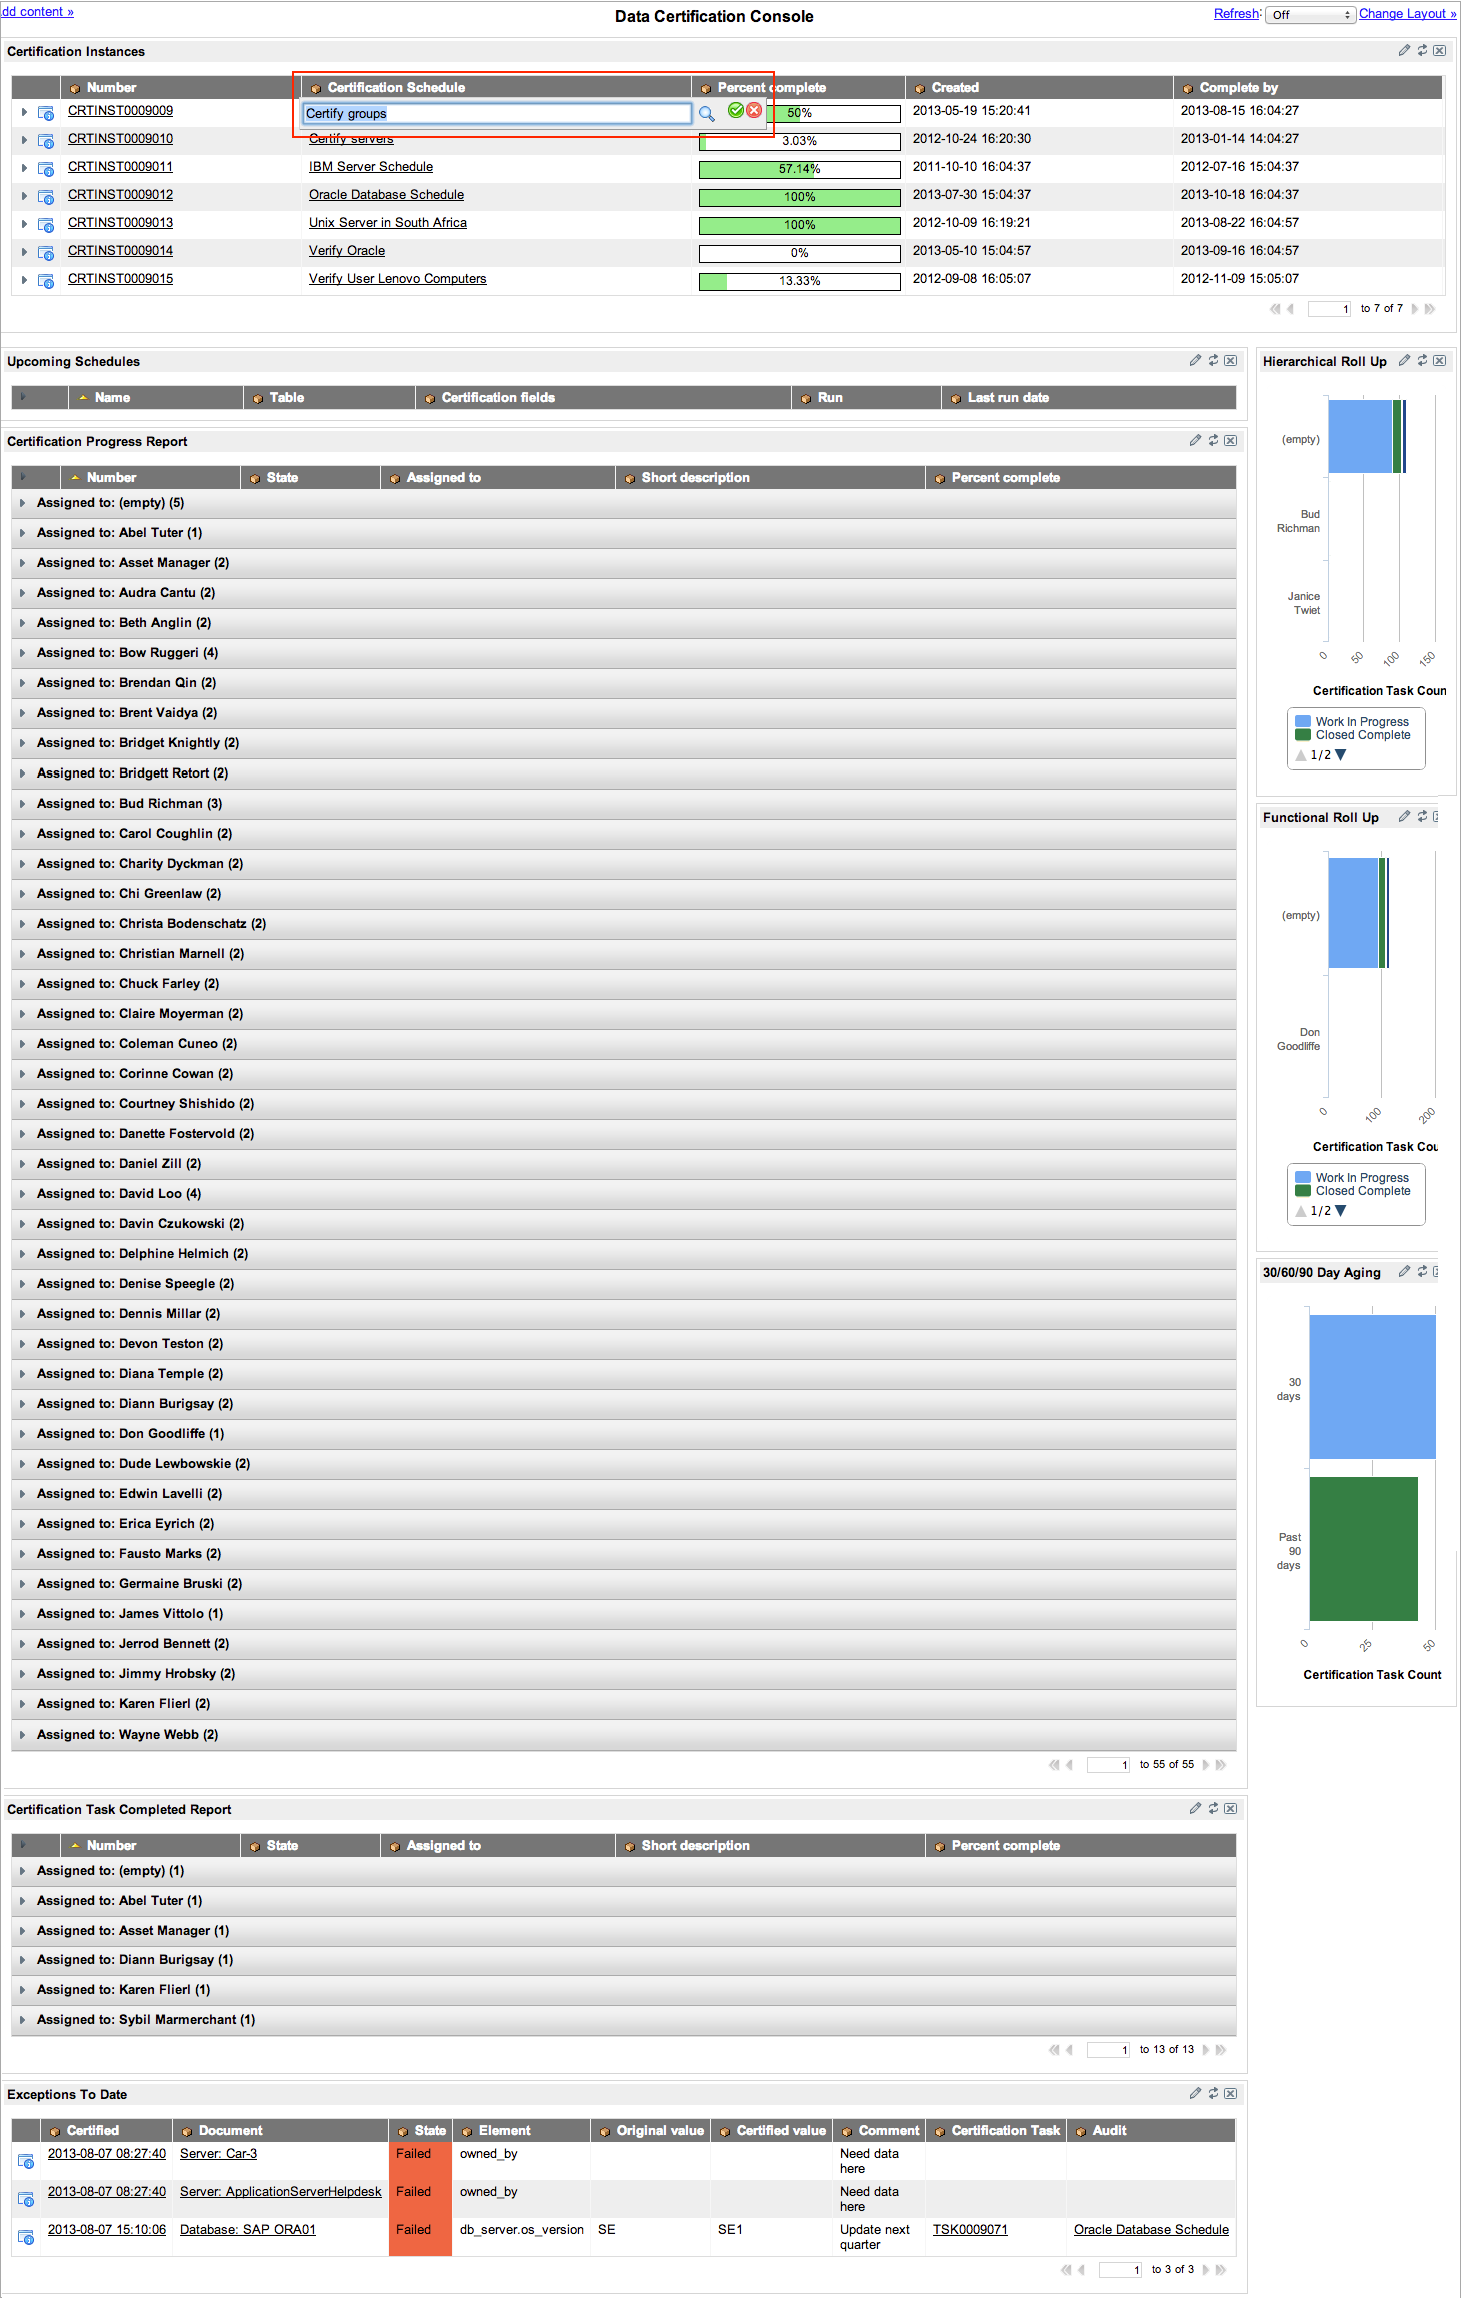 dd content »
Data Certification Console
Refresh: Off Change Layout »
Certification Instances
Number Certification Schedule Percent complete Created Complete by
CRTINST0009009 Certify groups 50% 2013-05-19 15:20:41 2013-08-15 16:04:27
CRTINST0009010 Certify servers 3.03% 2012-10-24 16:20:30 2013-01-14 14:04:27
CRTINST0009011 IBM Server Schedule 57.14% 2011-10-10 16:04:37 2012-07-16 15:04:37
CRTINST0009012 Oracle Database Schedule 100% 2013-07-30 15:04:37 2013-10-18 16:04:37
CRTINST0009013 Unix Server in South Africa 100% 2012-10-09 16:19:21 2013-08-22 16:04:57
CRTINST0009014 Verify Oracle 0% 2013-05-10 15:04:57 2013-09-16 16:04:57
CRTINST0009015 Verify User Lenovo Computers 13.33% 2012-09-08 16:05:07 2012-11-09 15:05:07
1 to 7 of 7
Upcoming Schedules
Name Table Certification fields Run Last run date
Certification Progress Report
Number State Assigned to Short description Percent complete
Assigned to: (empty) (5)
Assigned to: Abel Tuter (1)
Assigned to: Asset Manager (2)
Assigned to: Audra Cantu (2)
Assigned to: Beth Anglin (2)
Assigned to: Bow Ruggeri (4)
Assigned to: Brendan Qin (2)
Assigned to: Brent Vaidya (2)
Assigned to: Bridget Knightly (2)
Assigned to: Bridgett Retort (2)
Assigned to: Bud Richman (3)
Assigned to: Carol Coughlin (2)
Assigned to: Charity Dyckman (2)
Assigned to: Chi Greenlaw (2)
Assigned to: Christa Bodenschatz (2)
Assigned to: Christian Marnell (2)
Assigned to: Chuck Farley (2)
Assigned to: Claire Moyerman (2)
Assigned to: Coleman Cuneo (2)
Assigned to: Corinne Cowan (2)
Assigned to: Courtney Shishido (2)
Assigned to: Danette Fostervold (2)
Assigned to: Daniel Zill (2)
Assigned to: David Loo (4)
Assigned to: Davin Czukowski (2)
Assigned to: Delphine Helmich (2)
Assigned to: Denise Speegle (2)
Assigned to: Dennis Millar (2)
Assigned to: Devon Teston (2)
Assigned to: Diana Temple (2)
Assigned to: Diann Burigsay (2)
Assigned to: Don Goodliffe (1)
Assigned to: Dude Lewbowskie (2)
Assigned to: Edwin Lavelli (2)
Assigned to: Erica Eyrich (2)
Assigned to: Fausto Marks (2)
Assigned to: Germaine Bruski (2)
Assigned to: James Vittolo (1)
Assigned to: Jerrod Bennett (2)
Assigned to: Jimmy Hrobsky (2)
Assigned to: Karen Flierl (2)
Assigned to: Wayne Webb (2)
1 to 55 of 55
Certification Task Completed Report
Number State Assigned to Short description Percent complete
Assigned to: (empty) (1)
Assigned to: Abel Tuter (1)
Assigned to: Asset Manager (1)
Assigned to: Diann Burigsay (1)
Assigned to: Karen Flierl (1)
Assigned to: Sybil Marmerchant (1)
1 to 13 of 13
Exceptions To Date
Certified Document State Element Original value Certified value Comment Certification Task Audit
2013-08-07 08:27:40 Server: Car-3 Failed owned_by Need data
here
2013-08-07 08:27:40 Server: ApplicationServerHelpdesk Failed owned_by Need data
here
2013-08-07 15:10:06 Database: SAP ORA01 Failed db_server.os_version SE SE1 Update next TSK0009071 Oracle Database Schedule
quarter
1 to 3 of 3
Hierarchical Roll Up
(empty)
Bud
Richman
Janice
Twiet
0 50 100 150
Certification Task Coun
Work In Progress
Closed Complete
1/2
Functional Roll Up
(empty)
Don
Goodliffe
0 100 200
Certification Task Cou
Work In Progress
Closed Complete
1/2
30/60/90 Day Aging
30
days
Past
90
days
0 25 50
Certification Task Count